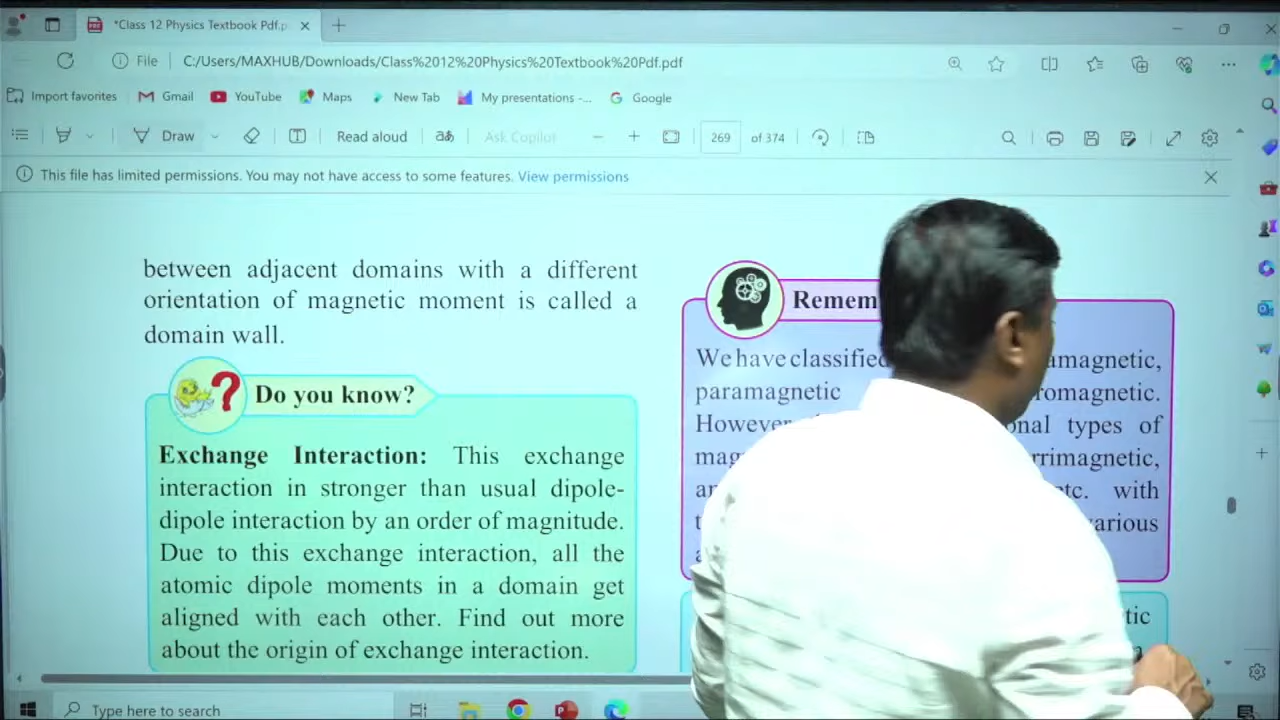 *Class 12 Physics Textbook Pdf.p
File C:/Users/MAXHUB/Downloads/Class%2012%20Physics%20Textbook%20Pdf.pdf
Import favorites Gmail YouTube Maps New Tab My presentations -... Google
Draw Read aloud Ask Copilot 269 of 374
This file has limited permissions. You may not have access to some features. View permissions
between adjacent domains with a different
orientation of magnetic moment is called a
domain wall.
Do you know?
Exchange Interaction: This exchange
interaction in stronger than usual dipole-
dipole interaction by an order of magnitude.
Due to this exchange interaction, all the
atomic dipole moments in a domain get
aligned with each other. Find out more
about the origin of exchange interaction.
Remem
We have classified amagnetic,
paramagnetic romagnetic.
However onal types of
mag rrimagnetic,
etc. with
various
tic
Type here to search